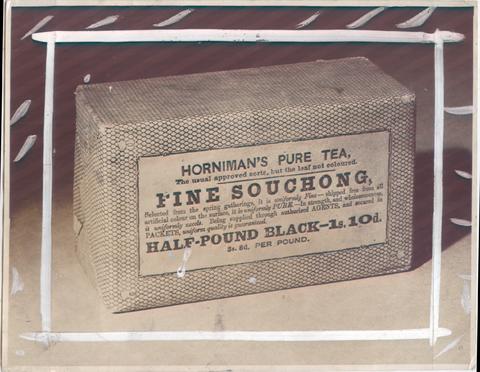 HORNIMAN'S PURE TEA,
The usual approved sorts, but the leaf not coloured.
FINE SOUCHONG,
Selected from the spring gatherings, it is uniformly Fine—shipped free from all
artificial colour on the surface, it is uniformly PURE—In strength, and wholesomeness,
it uniformly excels. Being supplied through authorised AGENTS, and secured in
PACKETS, uniform quality is guaranteed.
HALF-POUND BLACK—1s. 10d.
3s. 8d. PER POUND.